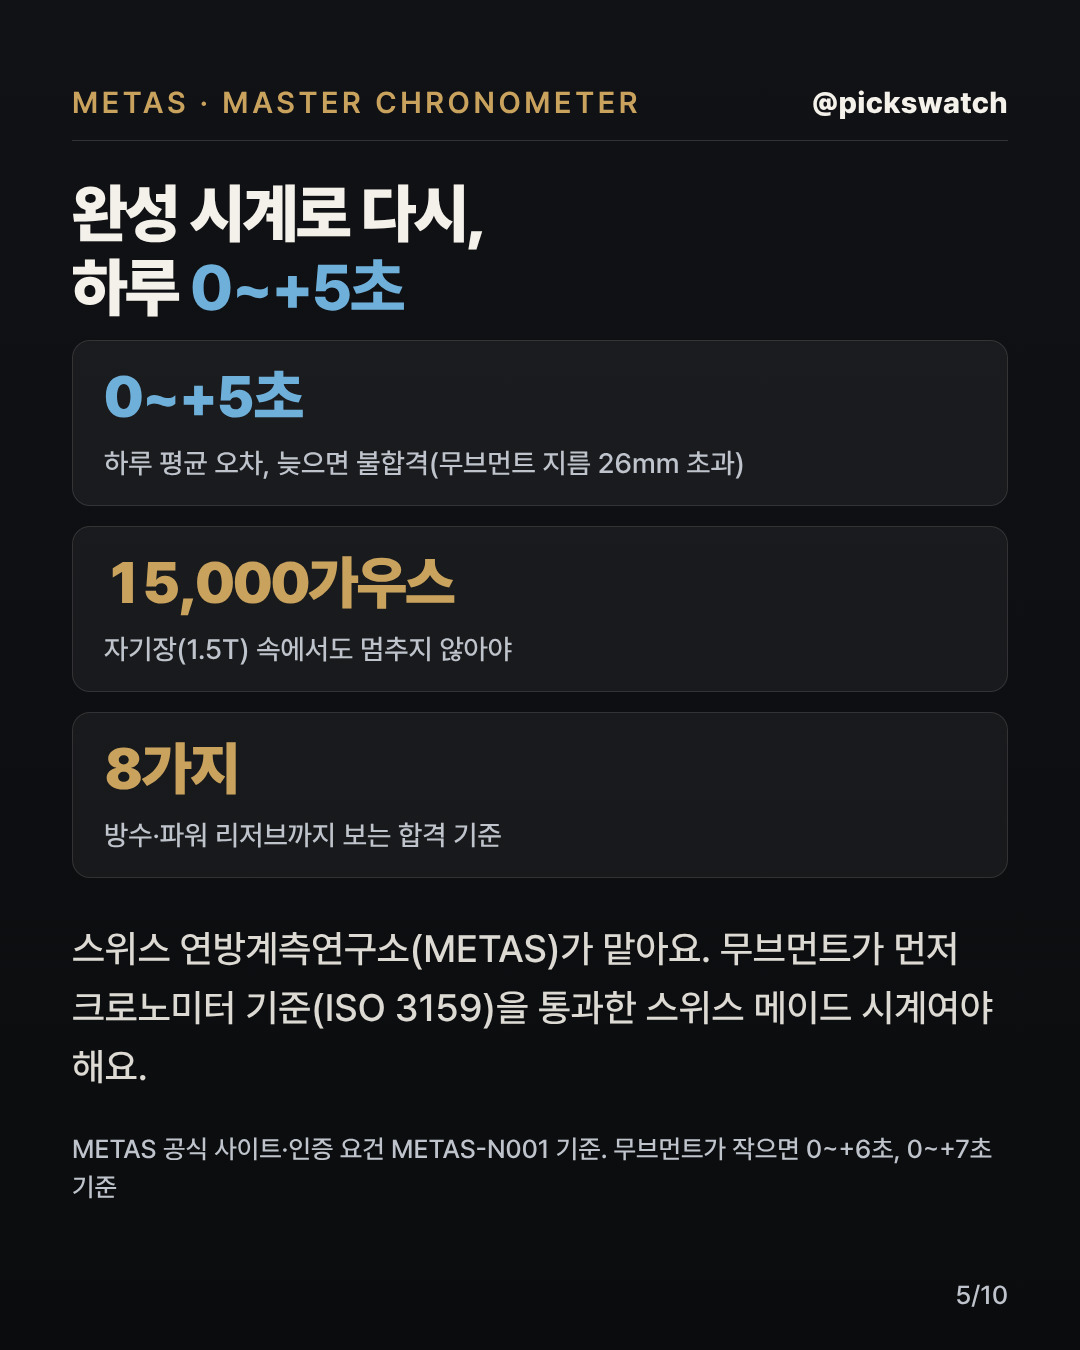 METAS · MASTER CHRONOMETER
@pickswatch
완성 시계로 다시,
하루 0~+5초
0~+5초
하루 평균 오차, 늦으면 불합격(무브먼트 지름 26mm 초과)
15,000가우스
자기장(1.5T) 속에서도 멈추지 않아야
8가지
방수·파워 리저브까지 보는 합격 기준
스위스 연방계측연구소(METAS)가 맡아요. 무브먼트가 먼저
크로노미터 기준(ISO 3159)을 통과한 스위스 메이드 시계여야
해요.
METAS 공식 사이트·인증 요건 METAS-N001 기준. 무브먼트가 작으면 0~+6초, 0~+7초
기준
5/10